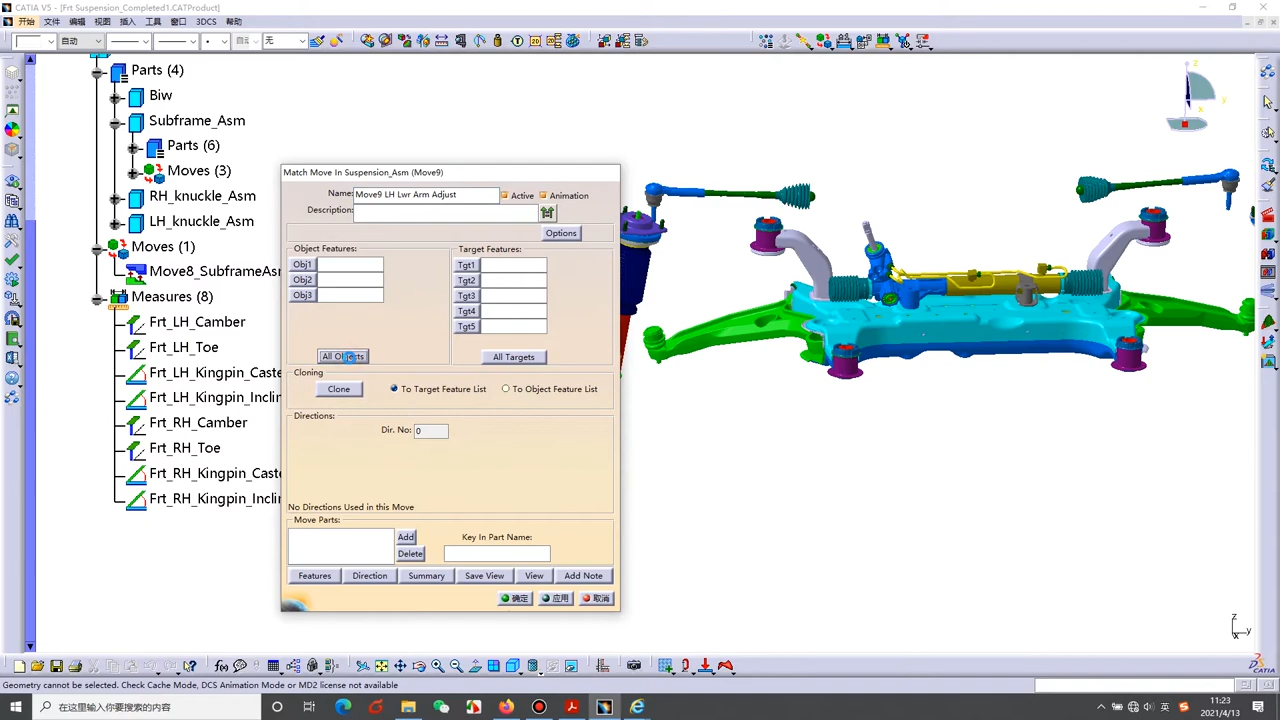 CATIA V5 - [Frt Suspension_Completed1.CATProduct]
开始 文件 编辑 视图 插入 工具 窗口 3DCS 帮助
自动 无
Parts (4)
Biw
Subframe_Asm
Parts (6)
Moves (3)
RH_knuckle_Asm
LH_knuckle_Asm
Moves (1)
Move8_SubframeAsm
Measures (8)
Frt_LH_Camber
Frt_LH_Toe
Frt_LH_Kingpin_Caste
Frt_LH_Kingpin_Inclin
Frt_RH_Camber
Frt_RH_Toe
Frt_RH_Kingpin_Caste
Frt_RH_Kingpin_Inclin
Match Move In Suspension_Asm (Move9)
Name: Move9 LH Lwr Arm Adjust Active Animation
Description:
Options
Object Features: Target Features:
Obj1 Tgt1
Obj2 Tgt2
Obj3 Tgt3
Tgt4
Tgt5
All Objects All Targets
Cloning
Clone To Target Feature List To Object Feature List
Directions:
Dir. No: 0
No Directions Used in this Move
Move Parts:
Add Key In Part Name:
Delete
Features Direction Summary Save View View Add Note
确定 应用 取消
z
y
x
z
x y
Geometry cannot be selected. Check Cache Mode, DCS Animation Mode or MD2 license not available
在这里输入你要搜索的内容
英
11:23
2021/4/13